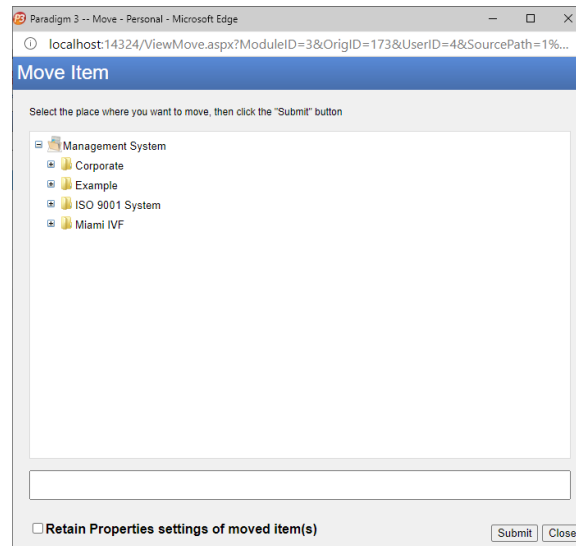 Paradigm 3 -- Move - Personal - Microsoft Edge
localhost:14324/ViewMove.aspx?ModuleID=3&OrigID=173&UserID=4&SourcePath=1%...
Move Item
Select the place where you want to move, then click the "Submit" button
Management System
Corporate
Example
ISO 9001 System
Miami IVF
Retain Properties settings of moved item(s)
Submit Close